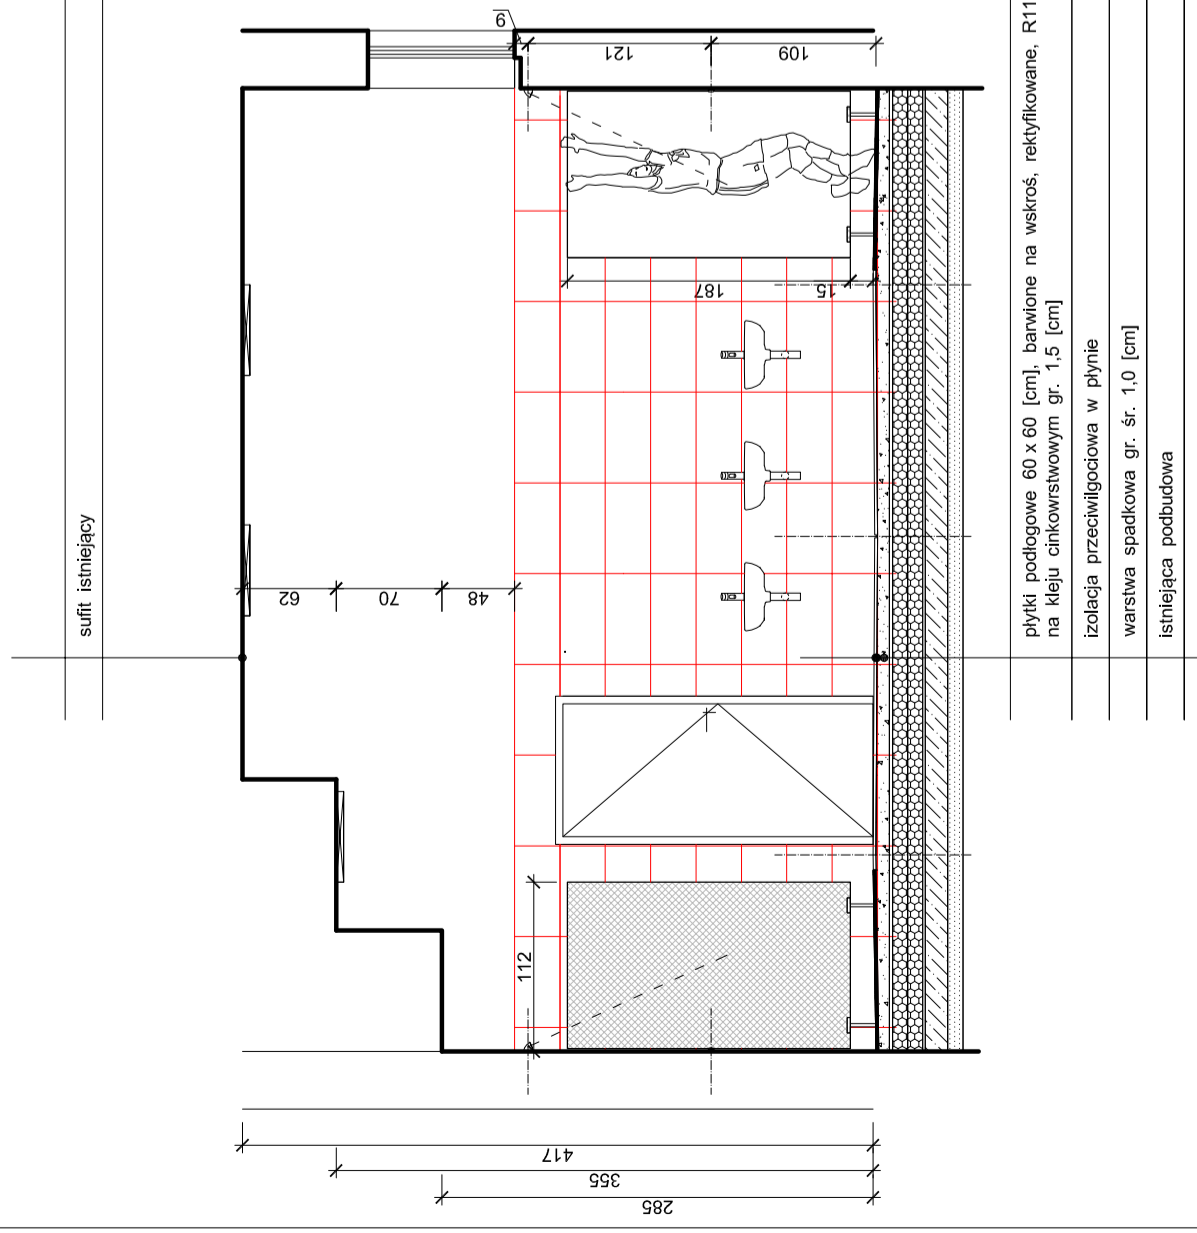 sufit istniejący
płytki podłogowe 60 x 60 [cm], barwione na wskroś, rektyfikowane, R11
na kleju cinkowrstwowym gr. 1,5 [cm]
izolacja przeciwilgociowa w płynie
warstwa spadkowa gr. śr. 1,0 [cm]
istniejąca podbudowa
9
121
109
187
15
62
70
48
112
417
355
285